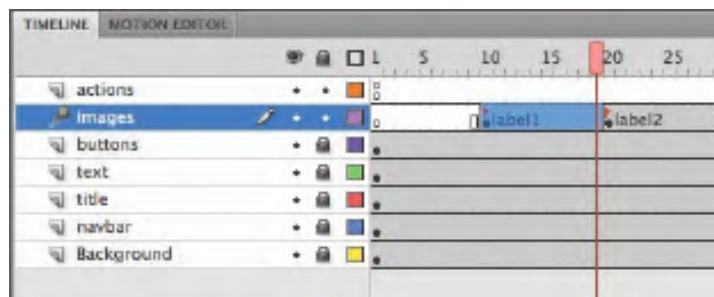 TIMELINE MOTION EDITOR
1 5 10 15 20 25
actions
images label1 label2
buttons
text
title
navbar
Background